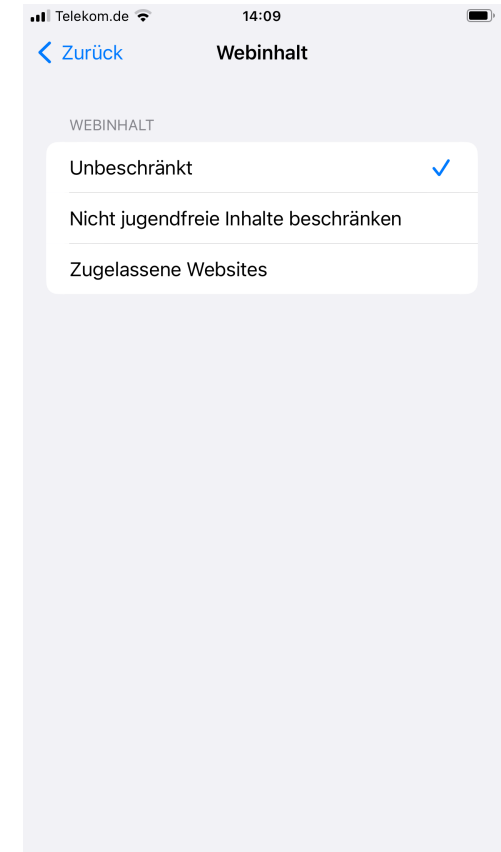 Telekom.de 14:09
Zurück Webinhalt
WEBINHALT
Unbeschränkt
Nicht jugendfreie Inhalte beschränken
Zugelassene Websites